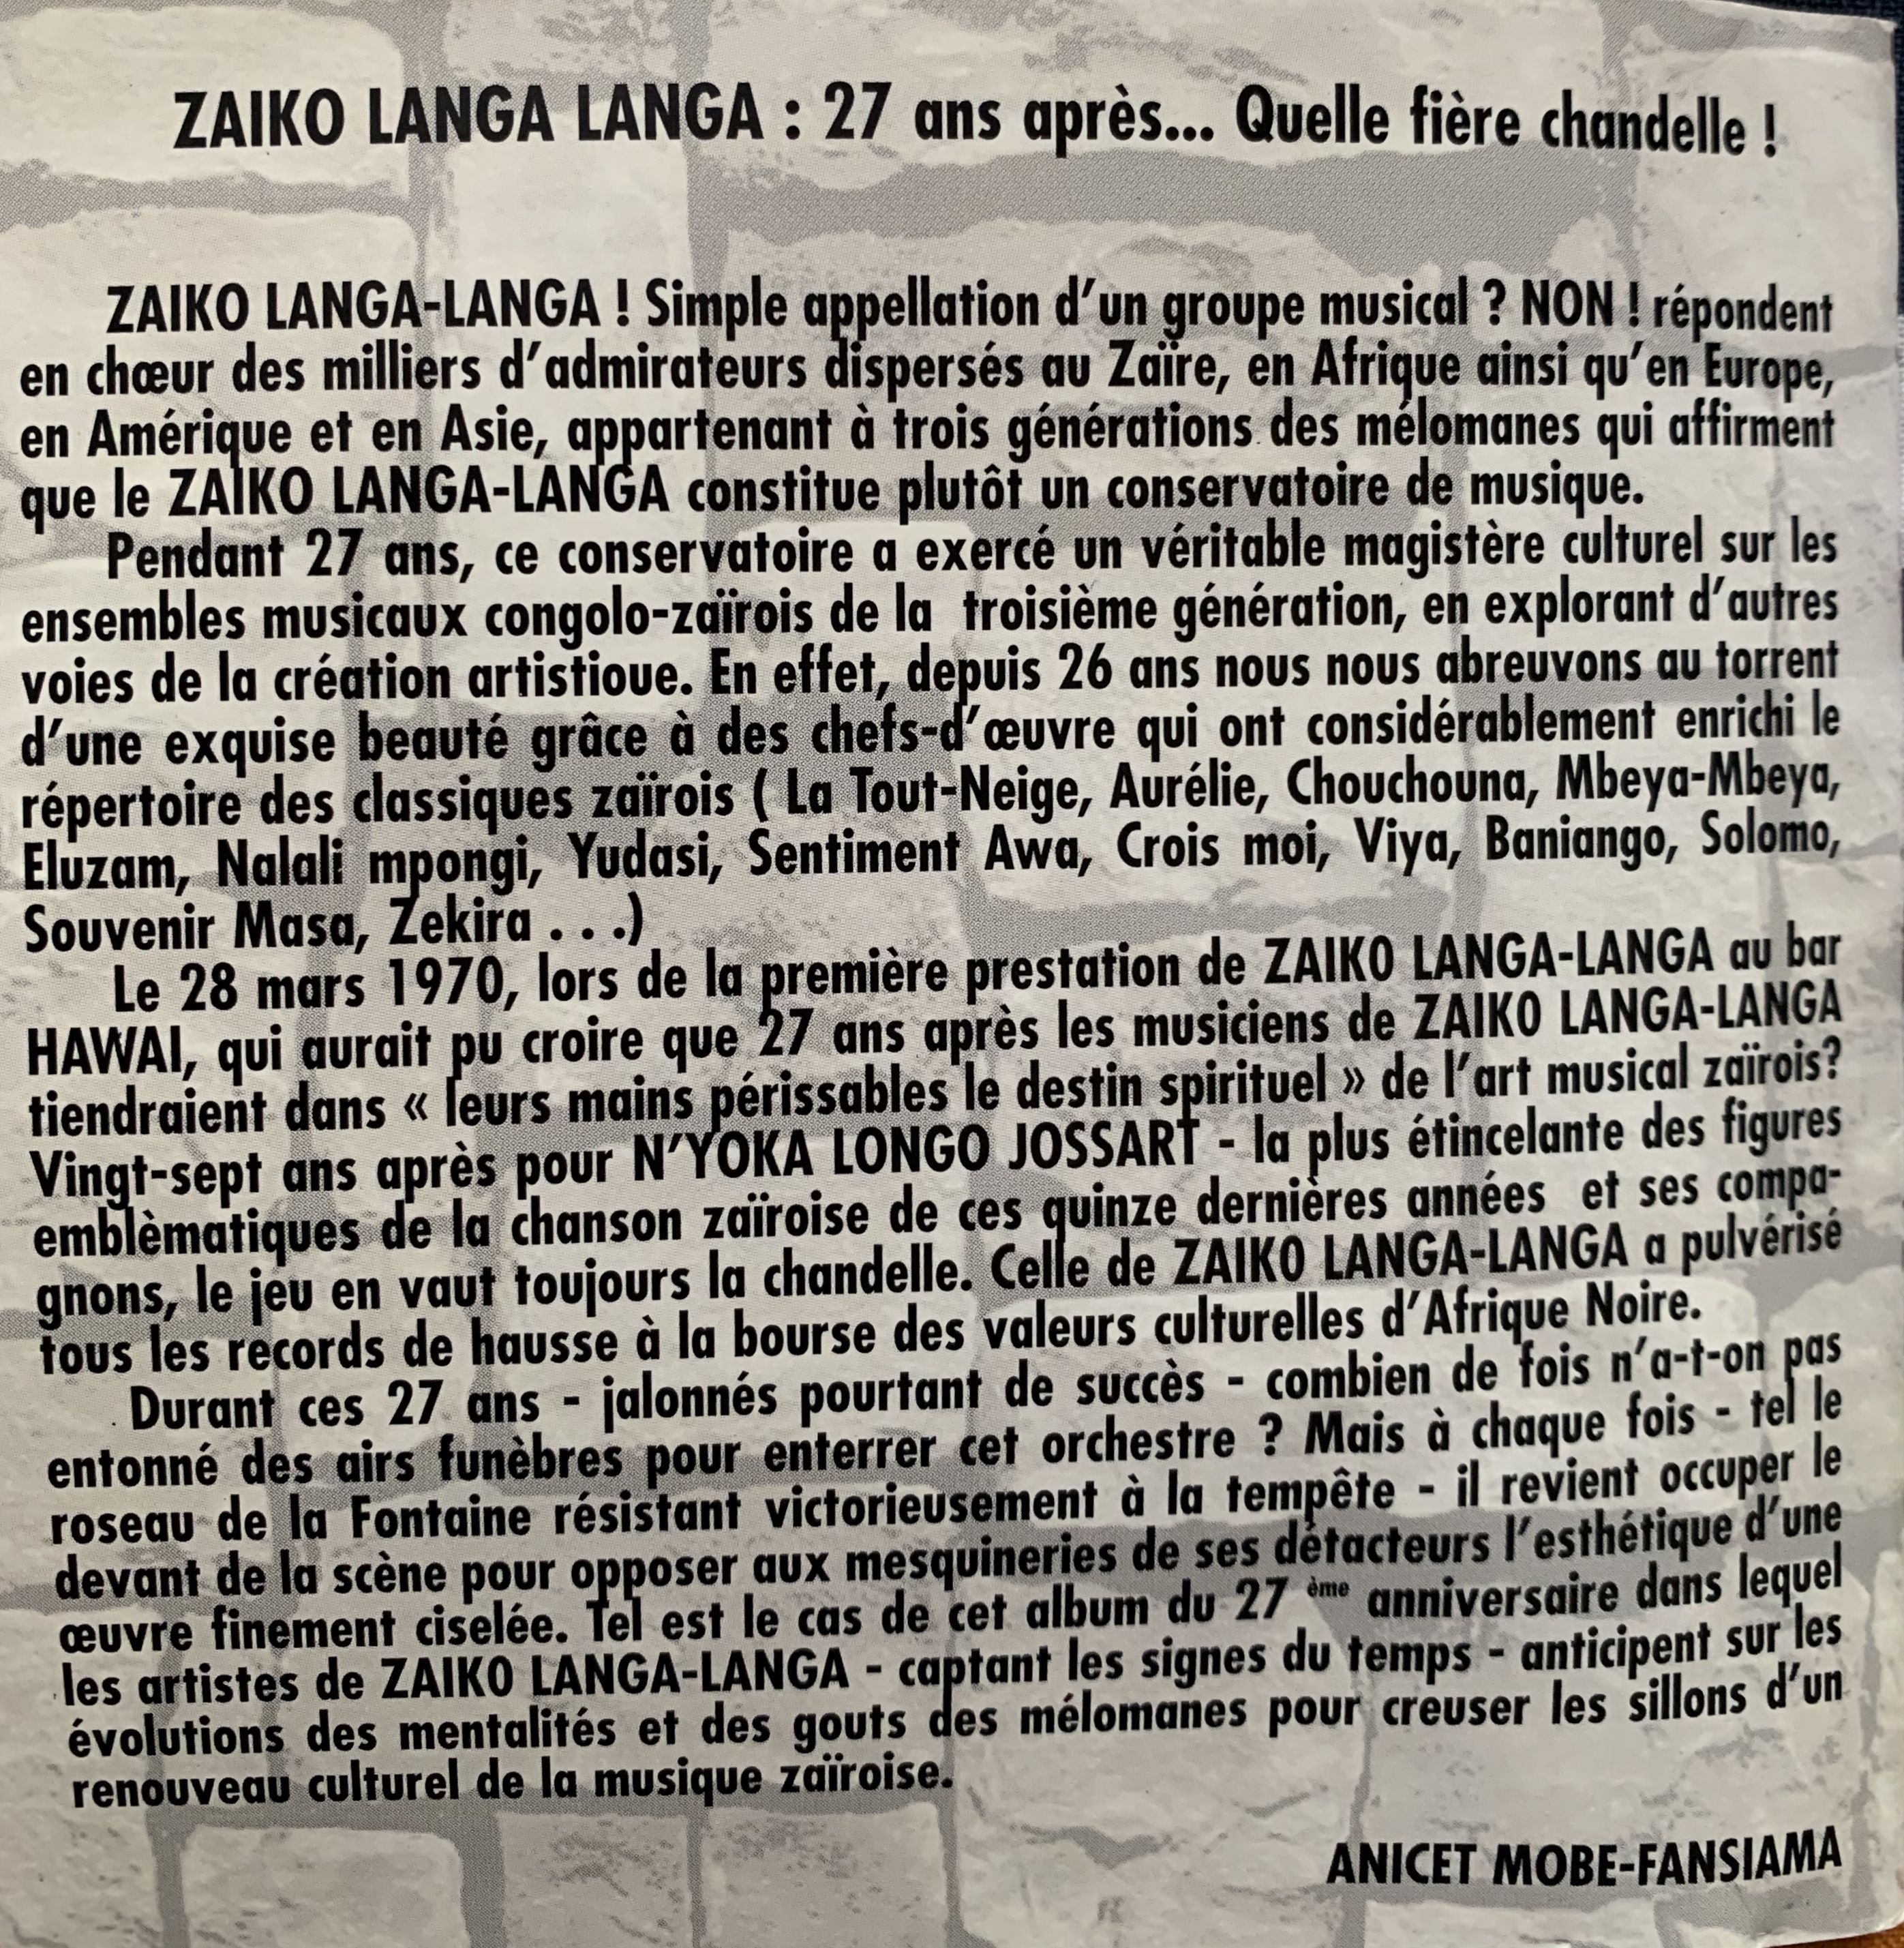 ZAIKO LANGA LANGA : 27 ans après... Quelle fière chandelle !
ZAIKO LANGA-LANGA ! Simple appellation d'un groupe musical ? NON ! répondent
en chœur des milliers d'admirateurs dispersés au Zaïre, en Afrique ainsi qu'en Europe,
en Amérique et en Asie, appartenant à trois générations des mélomanes qui affirment
que le ZAIKO LANGA-LANGA constitue plutôt un conservatoire de musique.
Pendant 27 ans, ce conservatoire a exercé un véritable magistère culturel sur les
ensembles musicaux congolo-zaïrois de la troisième génération, en explorant d'autres
voies de la création artistioue. En effet, depuis 26 ans nous nous abreuvons au torrent
d'une exquise beauté grâce à des chefs-d'œuvre qui ont considérablement enrichi le
répertoire des classiques zaïrois ( La Tout-Neige, Aurélie, Chouchouna, Mbeya-Mbeya,
Eluzam, Nalali mpongi, Yudasi, Sentiment Awa, Crois moi, Viya, Baniango, Solomo,
Souvenir Masa, Zekira . . .)
Le 28 mars 1970, lors de la première prestation de ZAIKO LANGA-LANGA au bar
HAWAI, qui aurait pu croire que 27 ans après les musiciens de ZAIKO LANGA-LANGA
tiendraient dans « leurs mains périssables le destin spirituel » de l'art musical zaïrois?
Vingt-sept ans après pour N'YOKA LONGO JOSSART - la plus étincelante des figures
emblèmatiques de la chanson zaïroise de ces quinze dernières années et ses compa-
gnons, le jeu en vaut toujours la chandelle. Celle de ZAIKO LANGA-LANGA a pulvérisé
tous les records de hausse à la bourse des valeurs culturelles d'Afrique Noire.
Durant ces 27 ans - jalonnés pourtant de succès - combien de fois n'a-t-on pas
entonné des airs funèbres pour enterrer cet orchestre ? Mais à chaque fois - tel le
roseau de la Fontaine résistant victorieusement à la tempête - il revient occuper le
devant de la scène pour opposer aux mesquineries de ses détacteurs l'esthétique d'une
œuvre finement ciselée. Tel est le cas de cet album du 27 ème anniversaire dans lequel
les artistes de ZAIKO LANGA-LANGA - captant les signes du temps - anticipent sur les
évolutions des mentalités et des gouts des mélomanes pour creuser les sillons d'un
renouveau culturel de la musique zaïroise.
ANICET MOBE-FANSIAMA